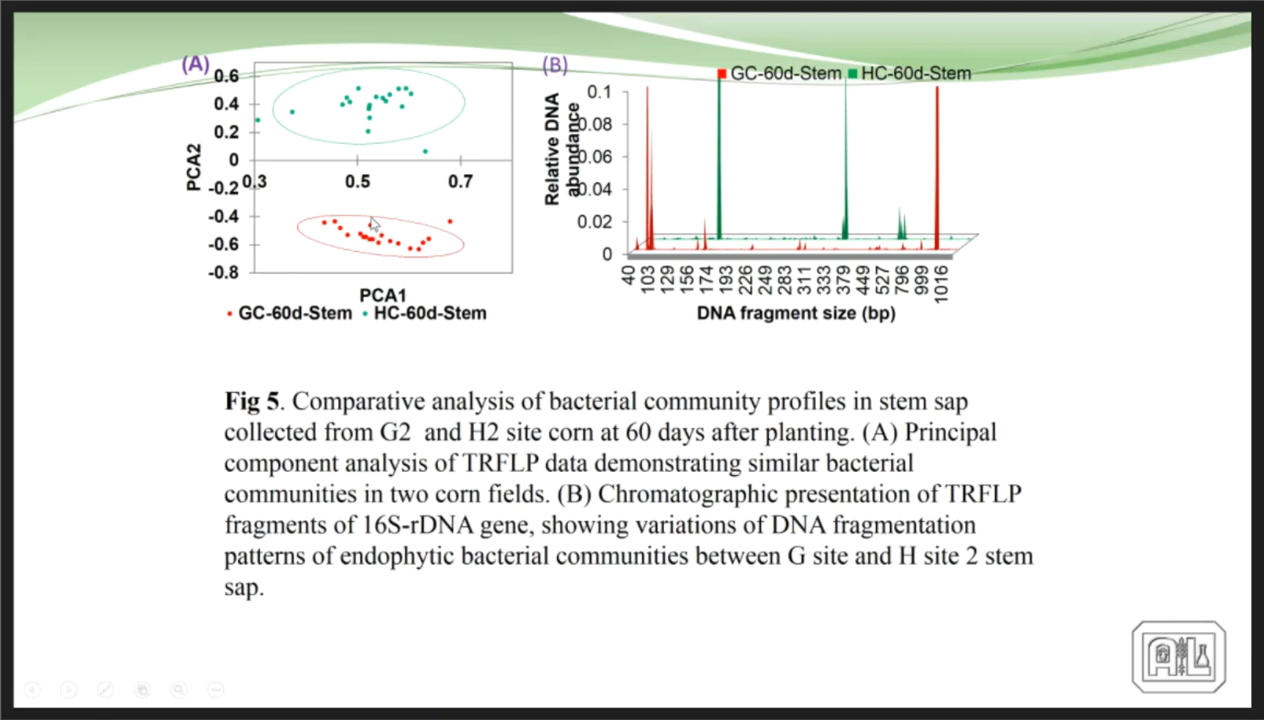 (A)
0.6
0.4
0.2
0
-0.2
-0.4
-0.6
-0.8
0.3
0.5
0.7
PCA2
PCA1
GC-60d-Stem HC-60d-Stem
(B)
GC-60d-Stem HC-60d-Stem
Relative DNA
abundance
0.1
0.08
0.06
0.04
0.02
0
40 103 129 156 174 193 226 249 283 311 333 379 449 527 796 999 1016
DNA fragment size (bp)
Fig 5. Comparative analysis of bacterial community profiles in stem sap
collected from G2 and H2 site corn at 60 days after planting. (A) Principal
component analysis of TRFLP data demonstrating similar bacterial
communities in two corn fields. (B) Chromatographic presentation of TRFLP
fragments of 16S-rDNA gene, showing variations of DNA fragmentation
patterns of endophytic bacterial communities between G site and H site 2 stem
sap.